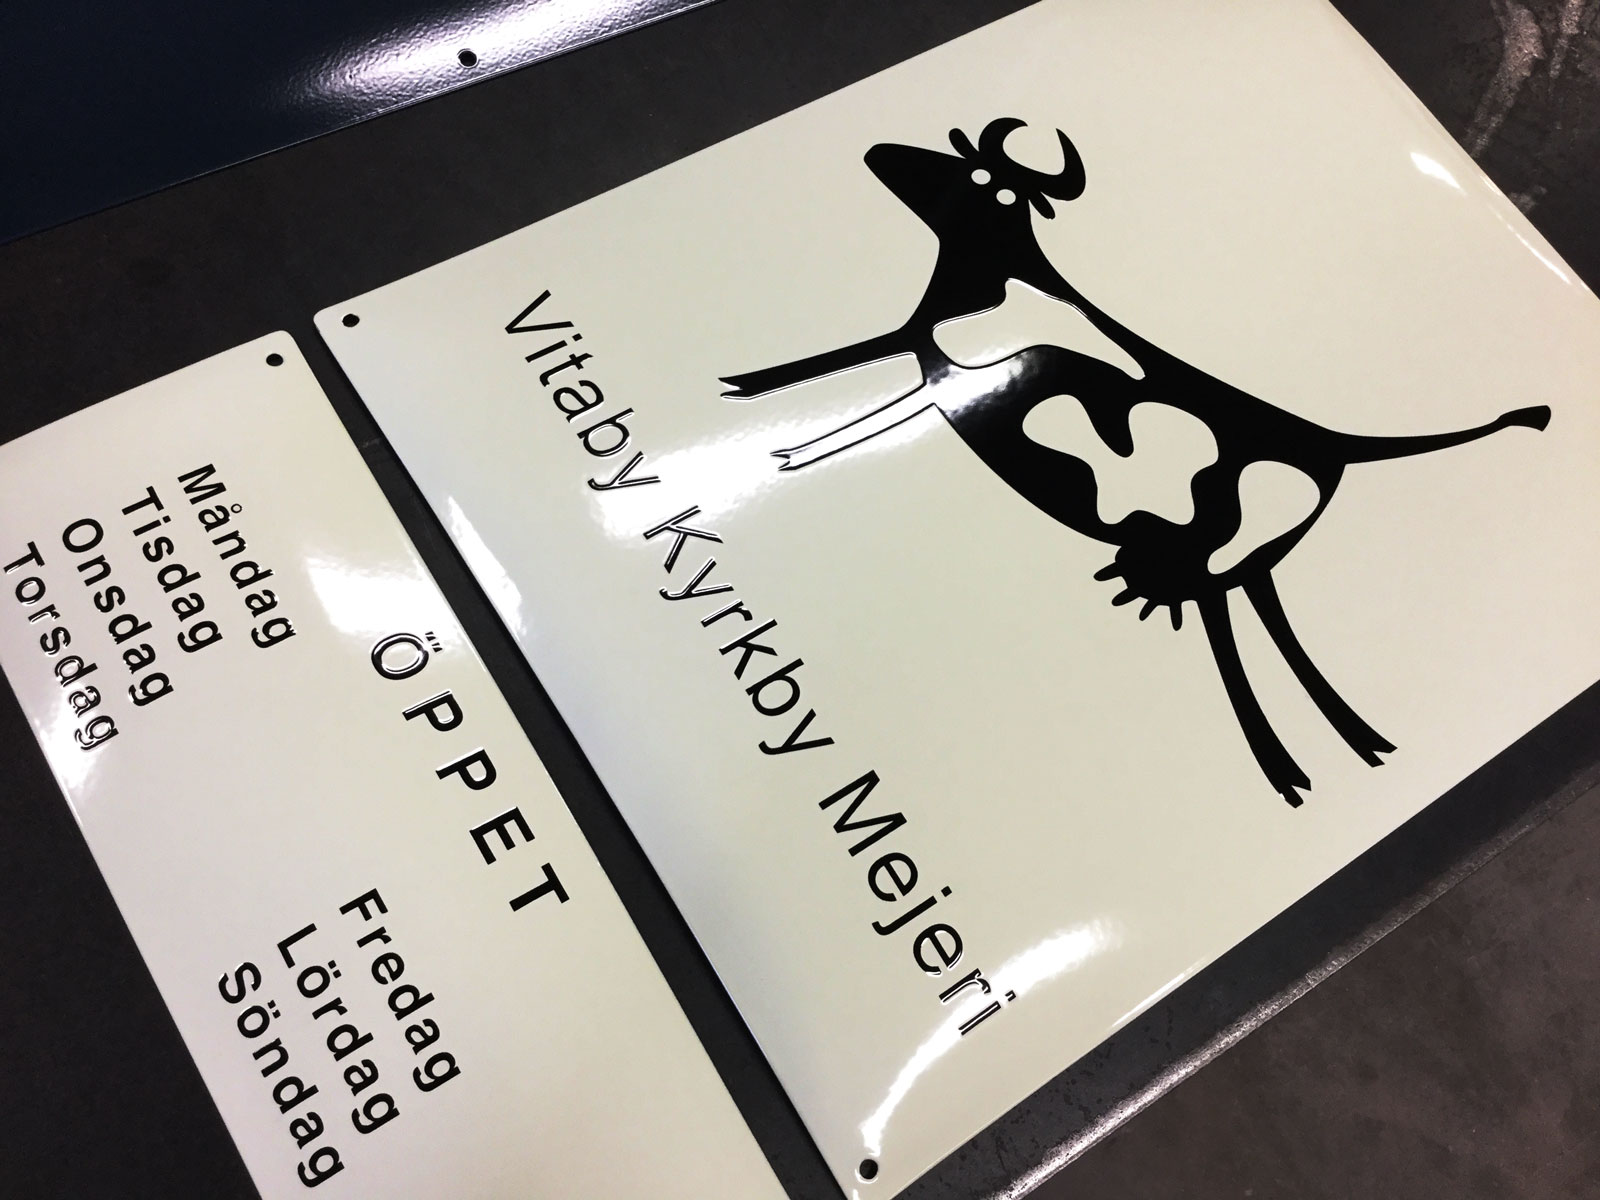 Vitaby Kyrkby Mejeri
ÖPPET
Måndag
Tisdag
Onsdag
Torsdag
Fredag
Lördag
Söndag